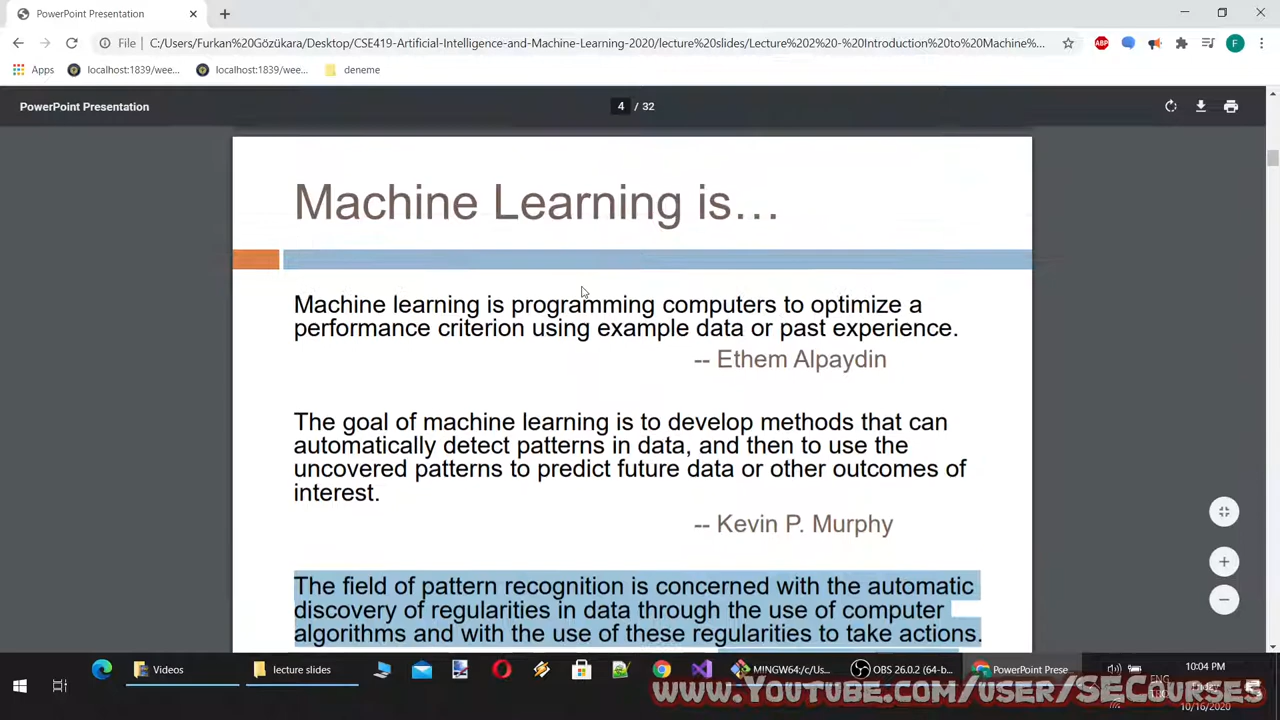 PowerPoint Presentation
File
C:/Users/Furkan%20Gözükara/Desktop/CSE419-Artificial-Intelligence-and-Machine-Learning-2020/lecture%20slides/Lecture%202%20-%20Introduction%20to%20Machine%...
ABP
F
Apps
localhost:1839/wee...
localhost:1839/wee...
deneme
PowerPoint Presentation
4 / 32
Machine Learning is…
Machine learning is programming computers to optimize a
performance criterion using example data or past experience.
-- Ethem Alpaydin
The goal of machine learning is to develop methods that can
automatically detect patterns in data, and then to use the
uncovered patterns to predict future data or other outcomes of
interest.
-- Kevin P. Murphy
The field of pattern recognition is concerned with the automatic
discovery of regularities in data through the use of computer
algorithms and with the use of these regularities to take actions.
Videos
lecture slides
MINGW64:/c/Us...
OBS 26.0.2 (64-b...
PowerPoint Prese
ENG
10:04 PM
10/16/2020
www.Youtube.com/user/SECourses